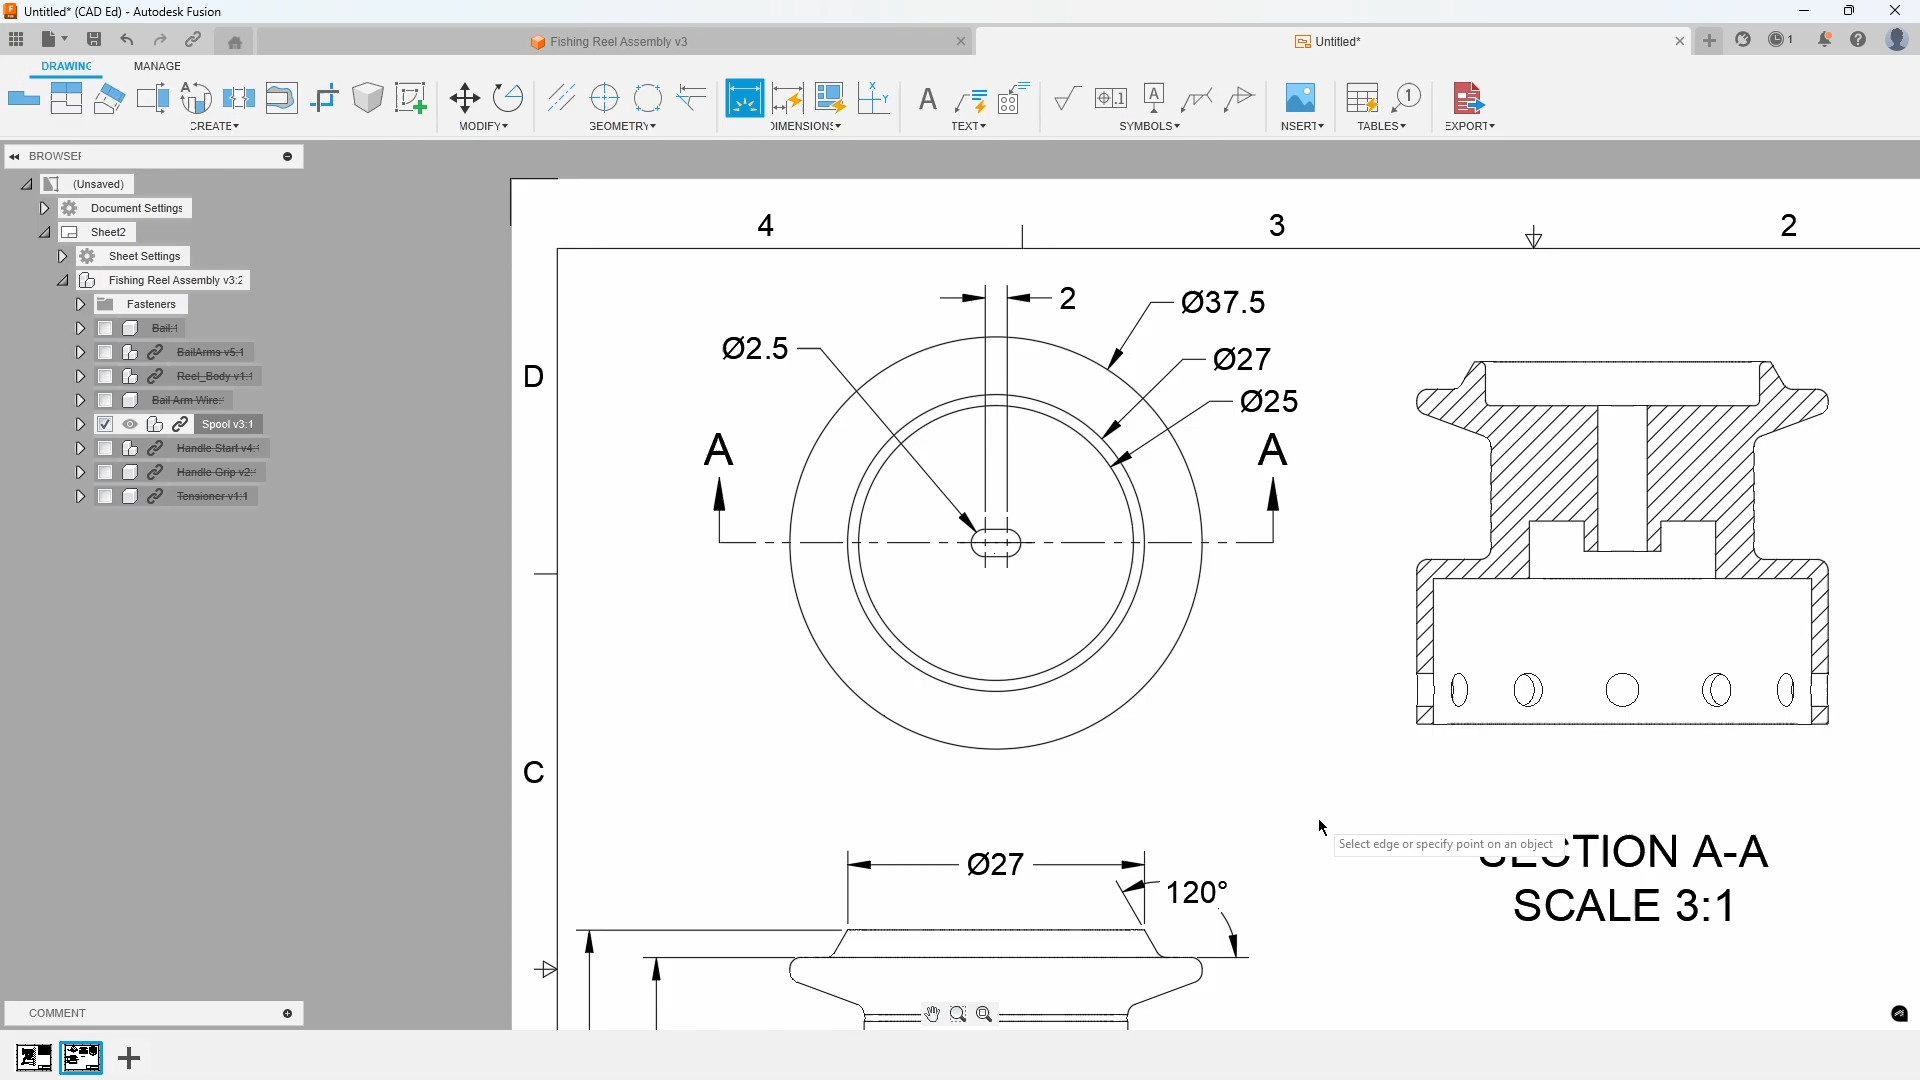 Untitled* (CAD Ed) - Autodesk Fusion
Fishing Reel Assembly v3
Untitled*
1
DRAWING
MANAGE
CREATE
MODIFY
GEOMETRY
DIMENSIONS
TEXT
SYMBOLS
INSERT
TABLES
EXPORT
BROWSER
(Unsaved)
Document Settings
Sheet2
Sheet Settings
Fishing Reel Assembly v3:2
Fasteners
Bail:1
BailArms v5:1
Reel_Body v1:1
Bail Arm Wire:
Spool v3:1
Handle Start v4:1
Handle Grip v2:
Tensioner v1:1
4
3
2
D
C
2
Ø37.5
Ø2.5
Ø27
Ø25
A
A
Ø27
120°
Select edge or specify point on an object
SECTION A-A
SCALE 3:1
COMMENT